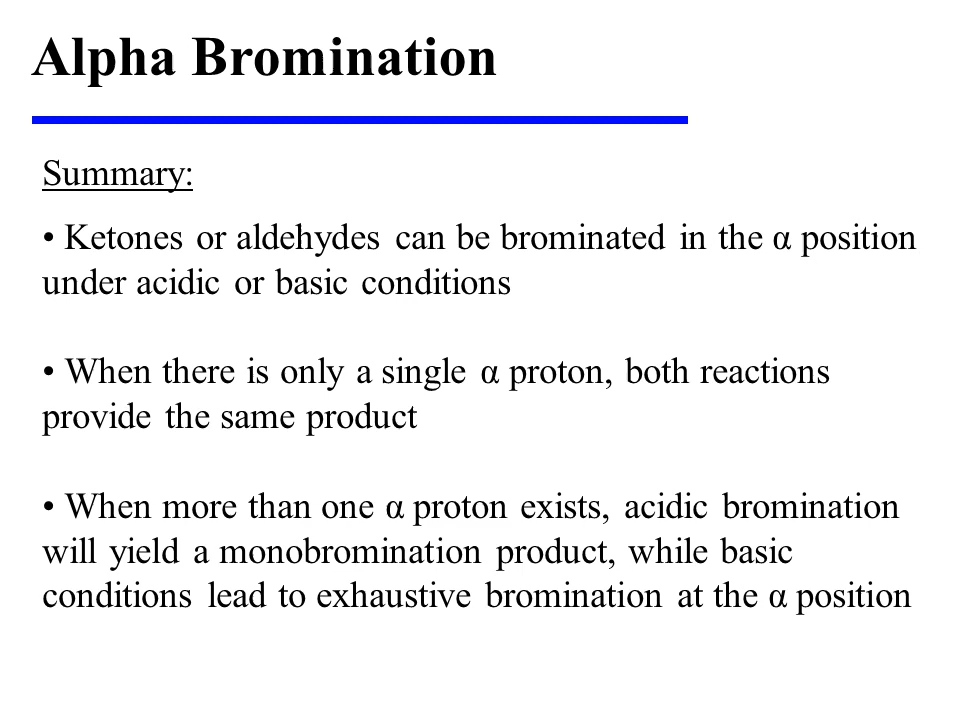 Alpha Bromination
Summary:
• Ketones or aldehydes can be brominated in the α position
under acidic or basic conditions
• When there is only a single α proton, both reactions
provide the same product
• When more than one α proton exists, acidic bromination
will yield a monobromination product, while basic
conditions lead to exhaustive bromination at the α position